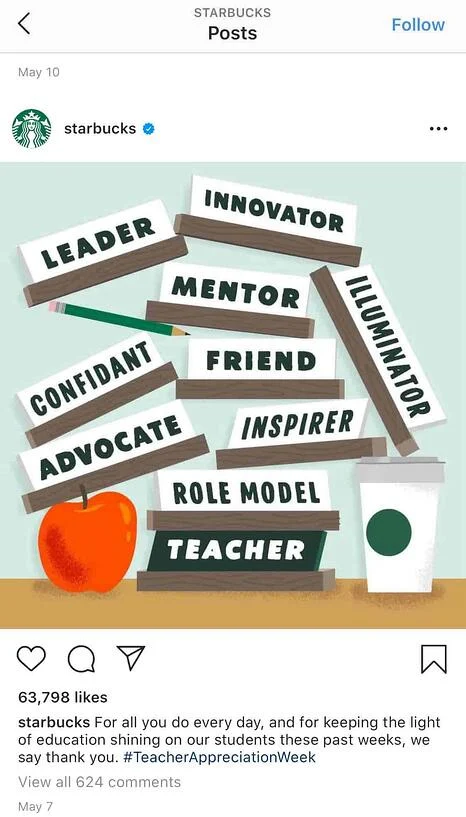 STARBUCKS
Posts
Follow
May 10
starbucks
INNOVATOR
LEADER
MENTOR
ILLUMINATOR
FRIEND
CONFIDANT
INSPIRER
ADVOCATE
ROLE MODEL
TEACHER
63,798 likes
starbucks For all you do every day, and for keeping the light
of education shining on our students these past weeks, we
say thank you. #TeacherAppreciationWeek
View all 624 comments
May 7